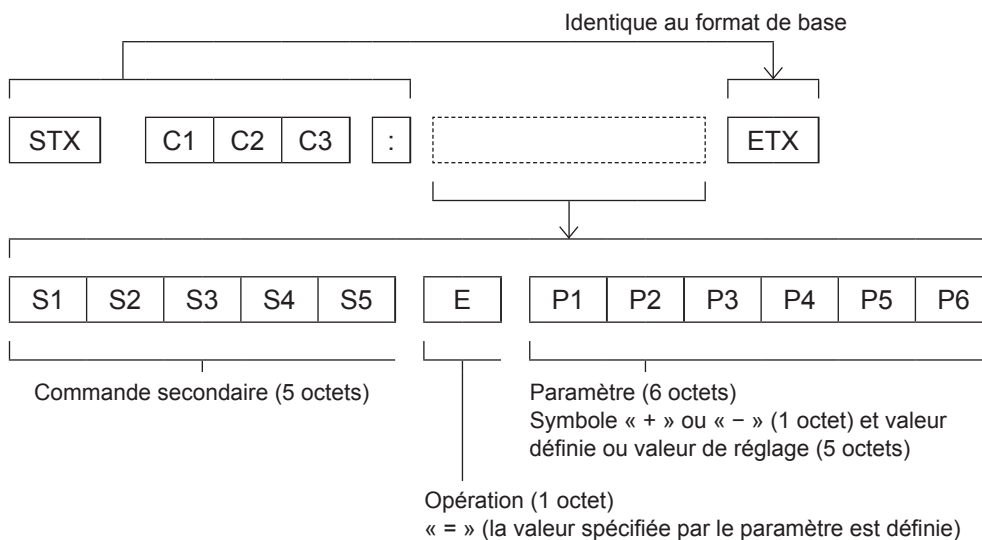 Identique au format de base
STX C1 C2 C3 : ETX
S1 S2 S3 S4 S5 E P1 P2 P3 P4 P5 P6
Commande secondaire (5 octets)
Paramètre (6 octets)
Symbole « + » ou « − » (1 octet) et valeur
définie ou valeur de réglage (5 octets)
Opération (1 octet)
« = » (la valeur spécifiée par le paramètre est définie)